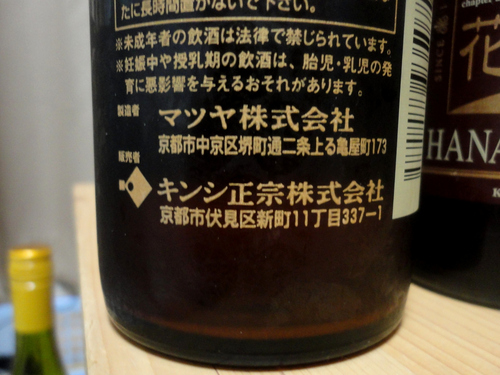 たに長時間置かないで下さい。
※未成年者の飲酒は法律で禁じられています。
※妊娠中や授乳期の飲酒は、胎児・乳児の発
育に悪影響を与えるおそれがあります。
製造者
マツヤ株式会社
京都市中京区堺町通二条上る亀屋町173
販売者
キンシ正宗株式会社
京都市伏見区新町11丁目337-1
chapter
SINCE
花
HANA
K